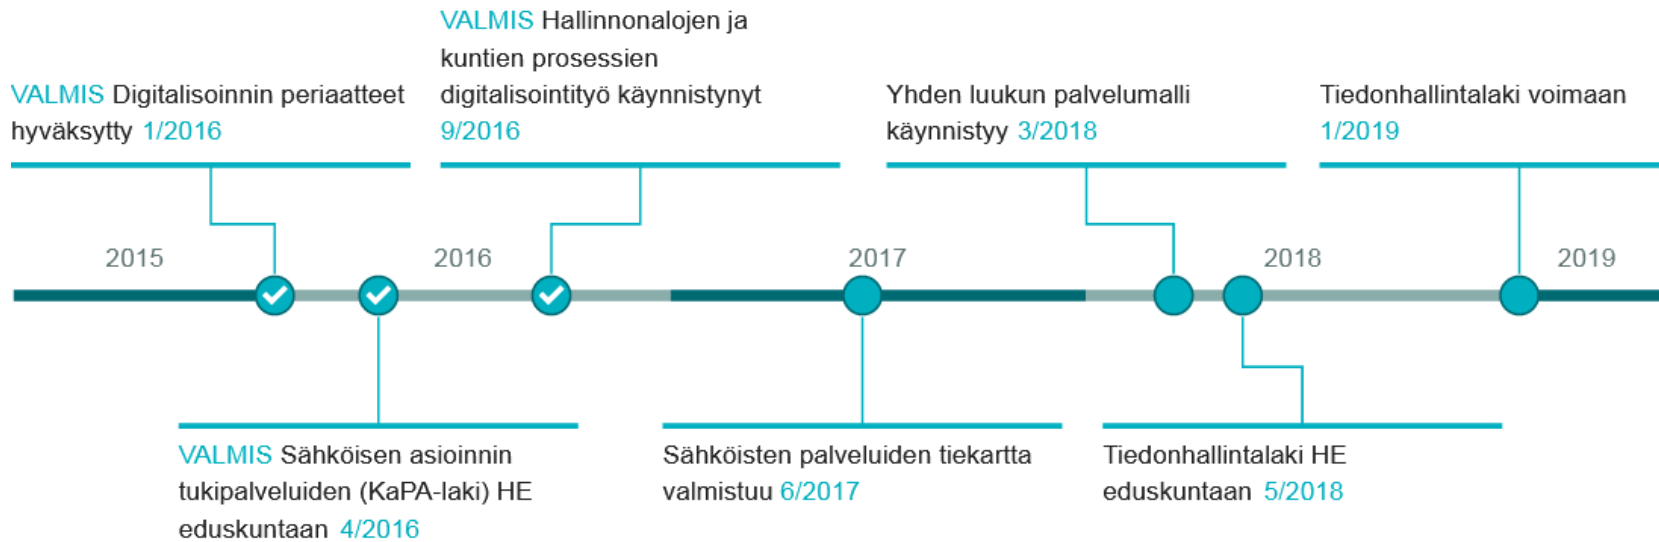 VALMIS Digitalisoinnin periaatteet
hyväksytty 1/2016
VALMIS Hallinnonalojen ja
kuntien prosessien
digitalisointityö käynnistynyt
9/2016
Yhden luukun palvelumalli
käynnistyy 3/2018
Tiedonhallintalaki voimaan
1/2019
2015
2016
2017
2018
2019
VALMIS Sähköisen asioinnin
tukipalveluiden (KaPA-laki) HE
eduskuntaan 4/2016
Sähköisten palveluiden tiekartta
valmistuu 6/2017
Tiedonhallintalaki HE
eduskuntaan 5/2018